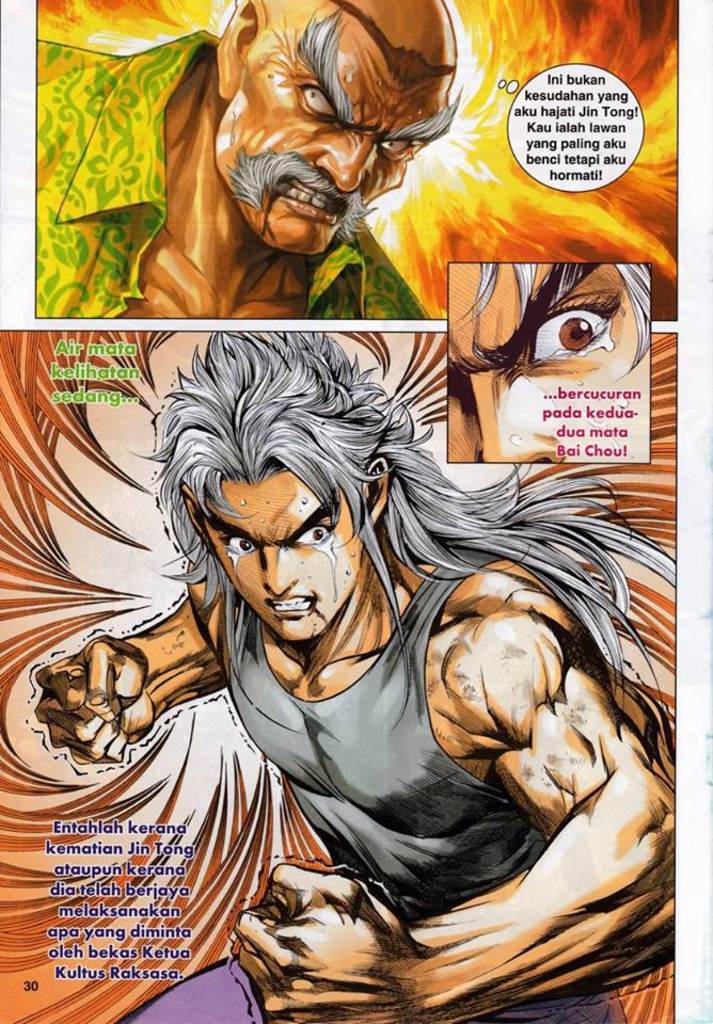 Ini bukan
kesudahan yang
aku hajati Jin Tong!
Kau ialah lawan
yang paling aku
benci tetapi aku
hormati!
Air mata
kelihatan
sedang...
...bercucuran
pada kedua-
dua mata
Bai Chou!
Entahlah kerana
kematian Jin Tong
ataupun kerana
dia telah berjaya
melaksanakan
apa yang diminta
oleh bekas Ketua
Kultus Raksasa.
30